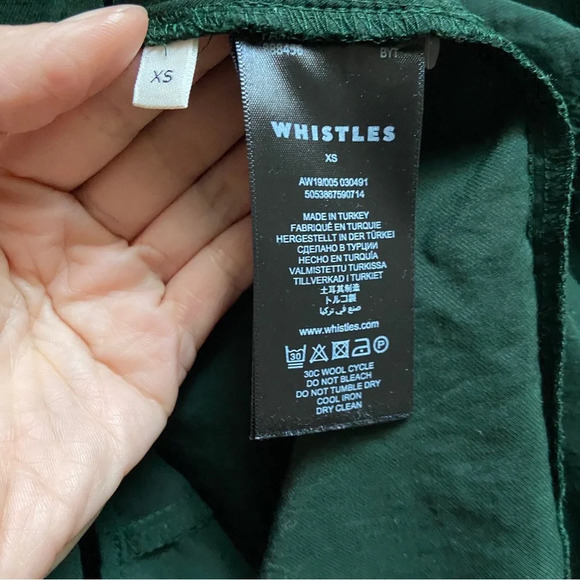 XS
BYT
WHISTLES
XS
AW19/005 030491
5053867590714
MADE IN TURKEY
FABRIQUÉ EN TURQUIE
HERGESTELLT IN DER TÜRKEI
СДЕЛАНО В ТУРЦИИ
HECHO EN TURQUÍA
VALMISTETTU TURKISSA
TILLVERKAD I TURKIET
土耳其制造
トルコ製
صنع في تركيا
www.whistles.com
30
P
30C WOOL CYCLE
DO NOT BLEACH
DO NOT TUMBLE DRY
COOL IRON
DRY CLEAN